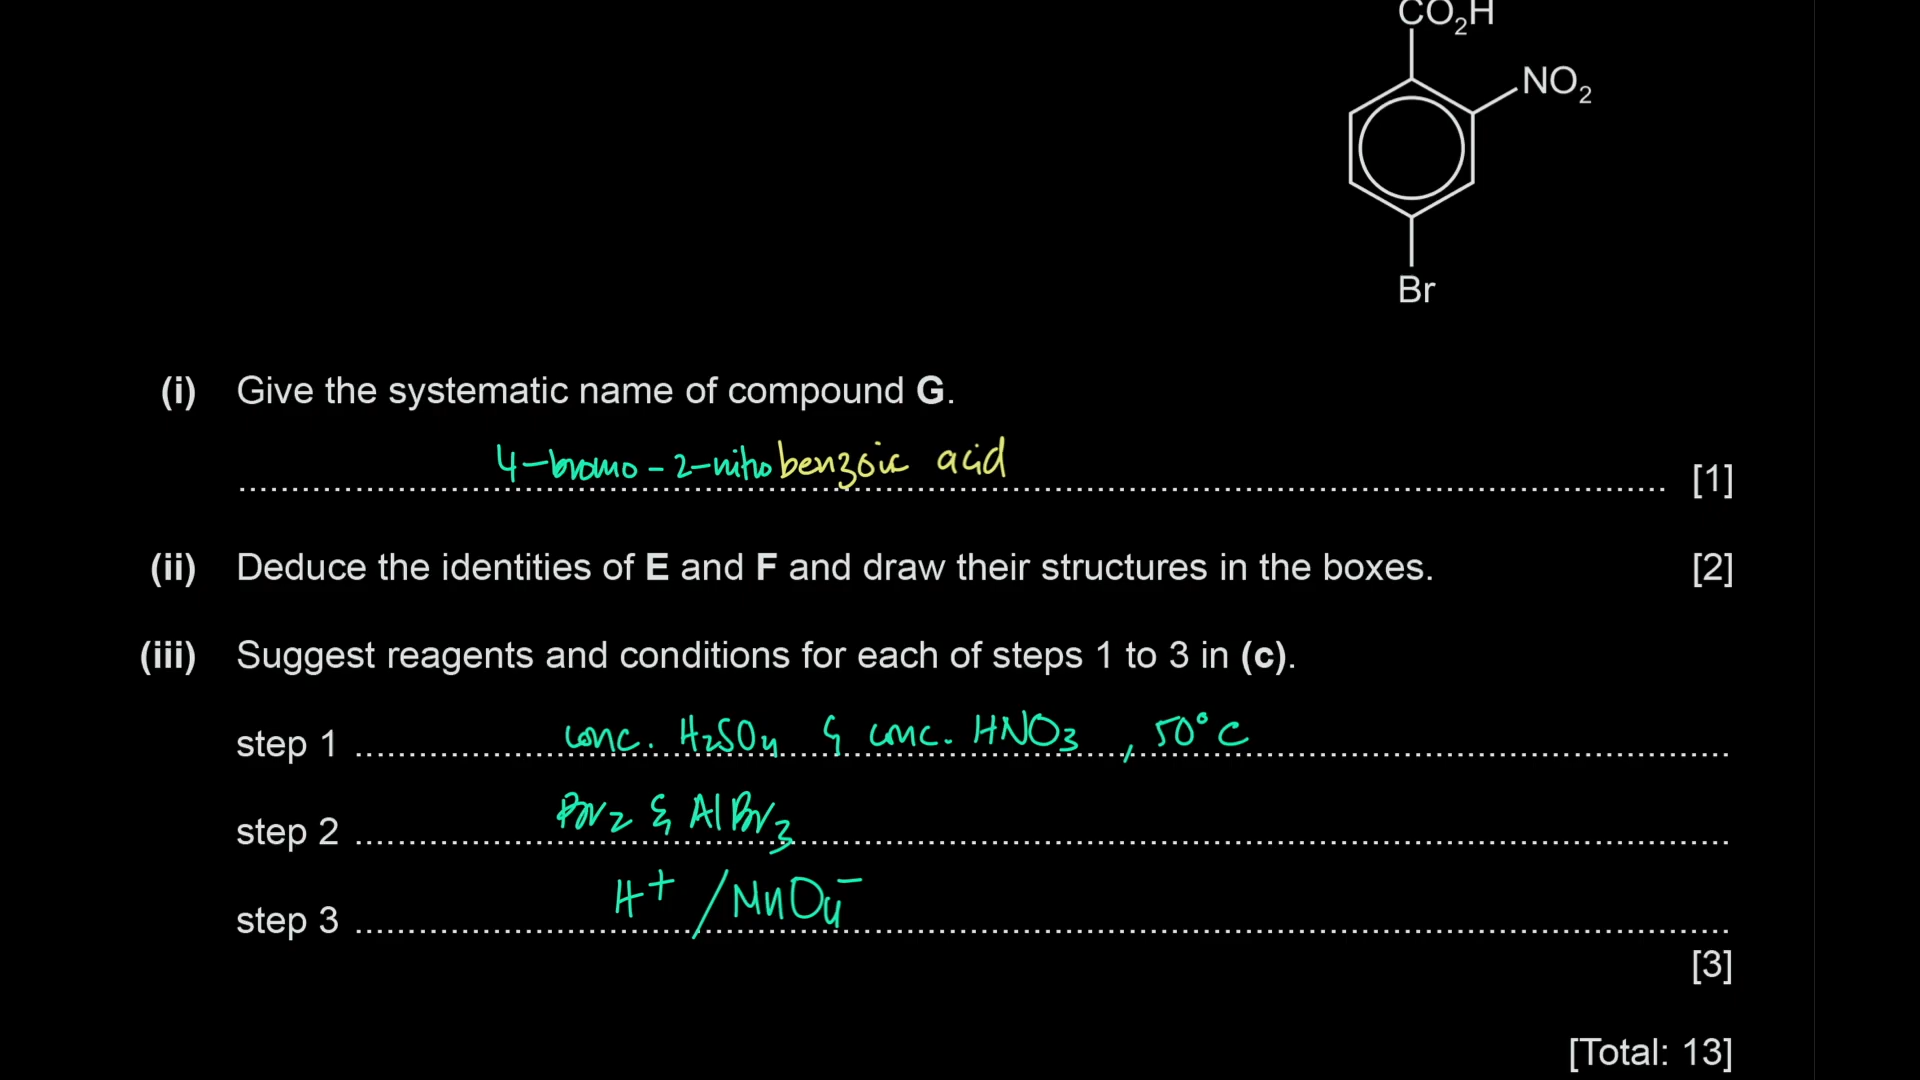 CO₂H
NO₂
Br
(i) Give the systematic name of compound G.
4-bromo-2-nitrobenzoic acid [1]
(ii) Deduce the identities of E and F and draw their structures in the boxes. [2]
(iii) Suggest reagents and conditions for each of steps 1 to 3 in (c).
step 1 conc. H₂SO₄ & conc. HNO₃, 50°C
step 2 Br₂ & AlBr₃
step 3 H⁺/MnO₄⁻
[3]
[Total: 13]